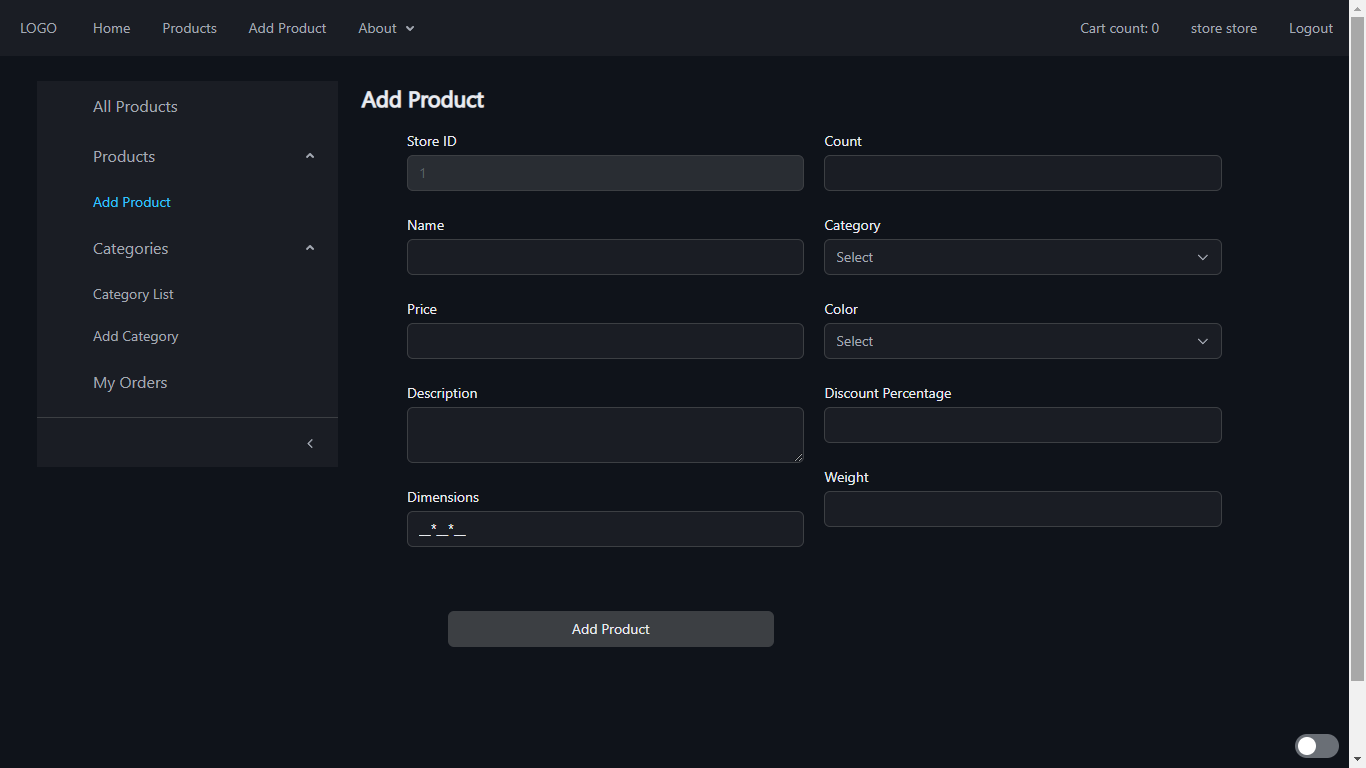 LOGO Home Products Add Product About Cart count: 0 store store Logout
All Products
Products
Add Product
Categories
Category List
Add Category
My Orders
Add Product
Store ID
1
Name
Price
Description
Dimensions
__*__*__
Count
Category
Select
Color
Select
Discount Percentage
Weight
Add Product